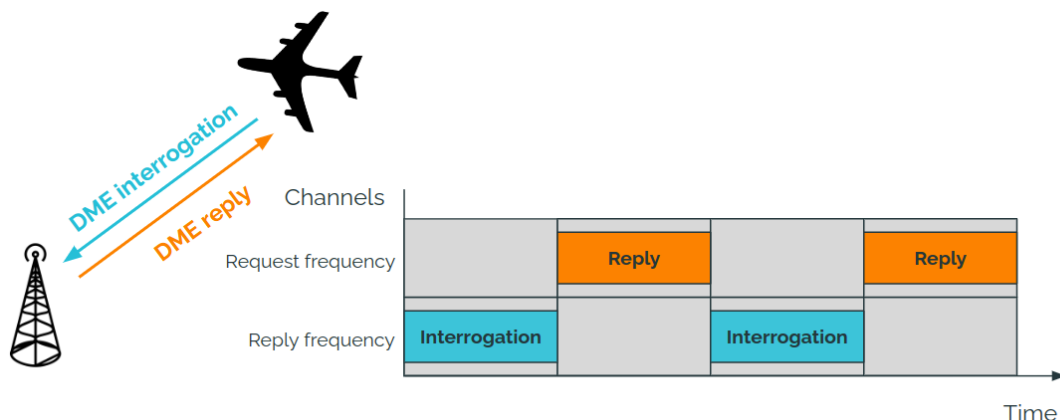 DME interrogation
DME reply
Channels
Request frequency
Reply
Reply
Reply frequency
Interrogation
Interrogation
Time